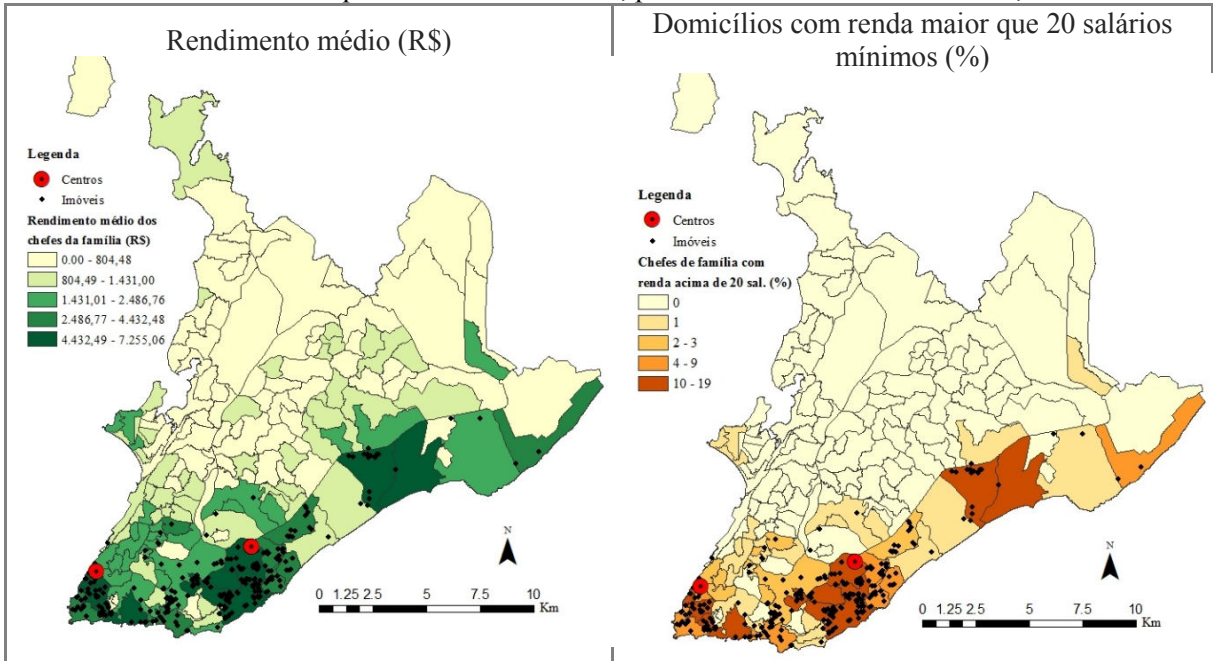 Rendimento médio (R$)
Legenda
Centros
Imóveis
Rendimento médio dos
chefes da família (R$)
0.00 - 804,48
804,49 - 1.431,00
1.431,01 - 2.486,76
2.486,77 - 4.432,48
4.432,49 - 7.255,06
N
0 1.25 2.5 5 7.5 10
Km
Domicílios com renda maior que 20 salários
mínimos (%)
Legenda
Centros
Imóveis
Chefes de família com
renda acima de 20 sal. (%)
0
1
2 - 3
4 - 9
10 - 19
N
0 1.25 2.5 5 7.5 10
Km